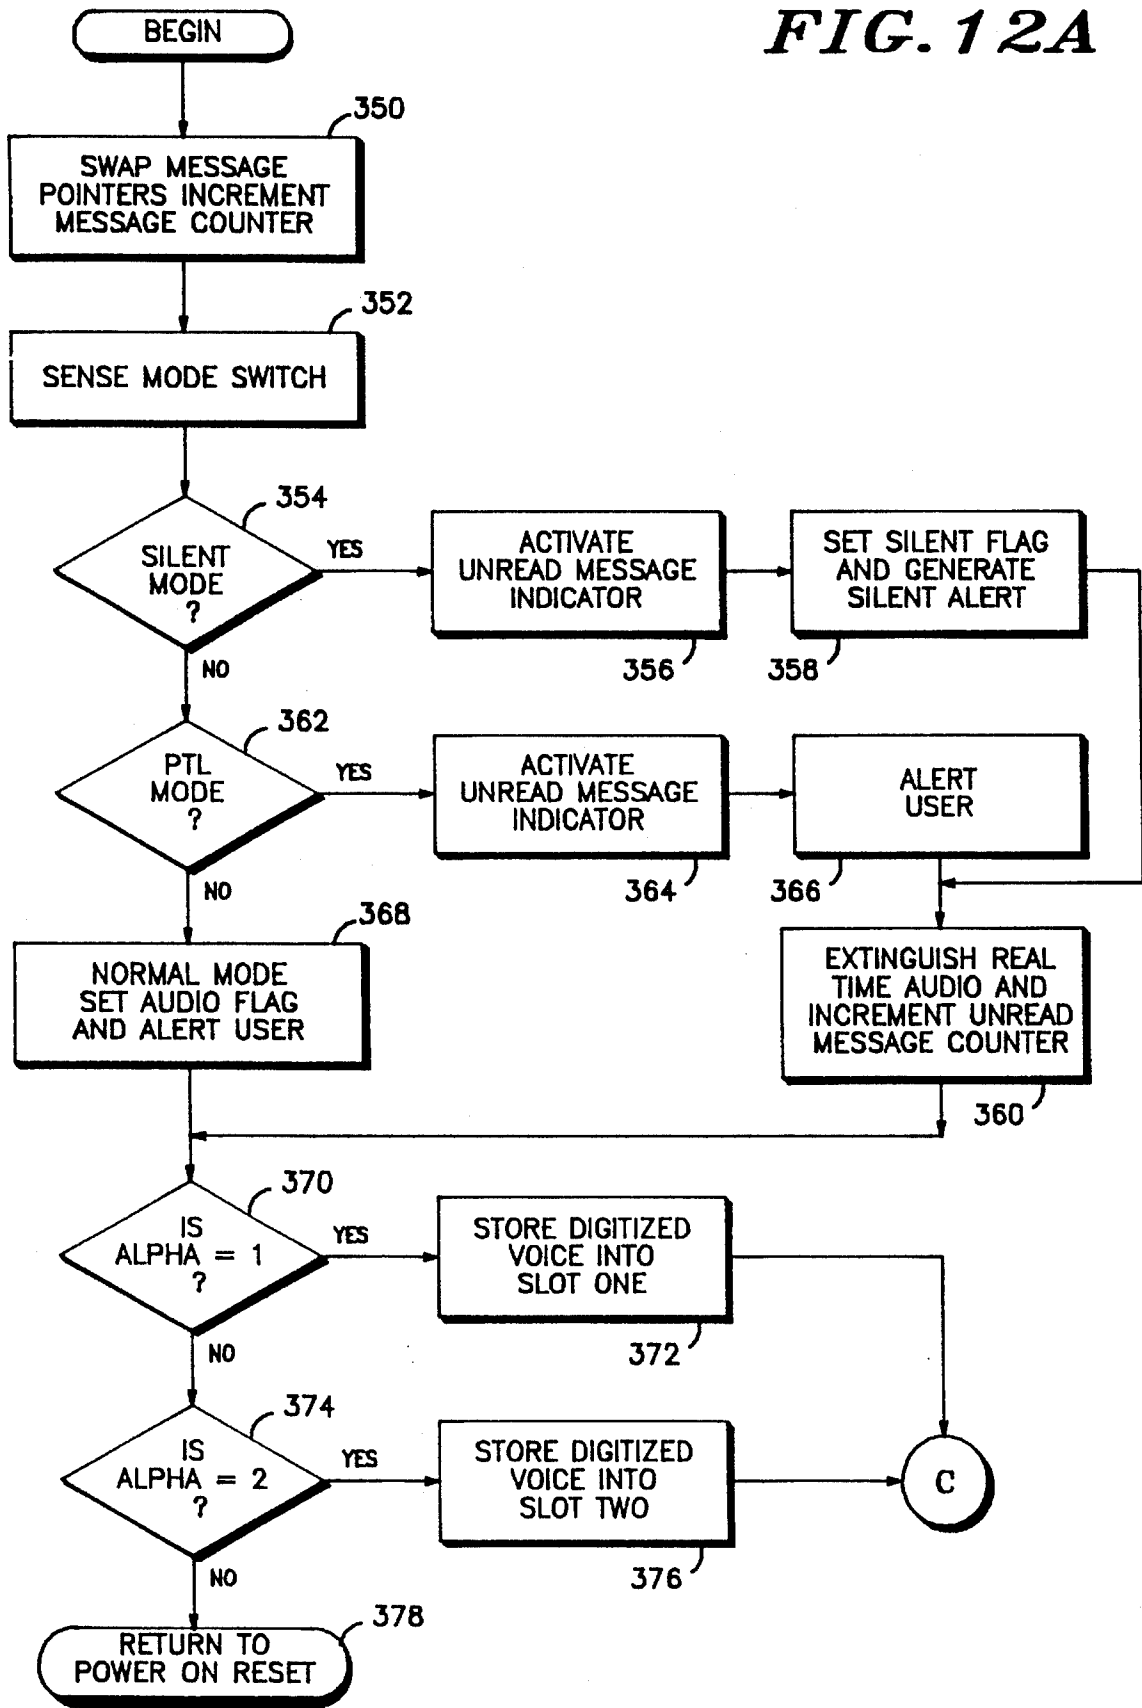 FIG. 12A
BEGIN
350
SWAP MESSAGE
POINTERS INCREMENT
MESSAGE COUNTER
352
SENSE MODE SWITCH
354
SILENT
MODE
?
YES
NO
ACTIVATE
UNREAD MESSAGE
INDICATOR
356
SET SILENT FLAG
AND GENERATE
SILENT ALERT
358
362
PTL
MODE
?
YES
NO
ACTIVATE
UNREAD MESSAGE
INDICATOR
364
ALERT
USER
366
368
NORMAL MODE
SET AUDIO FLAG
AND ALERT USER
EXTINGUISH REAL
TIME AUDIO AND
INCREMENT UNREAD
MESSAGE COUNTER
360
370
IS
ALPHA = 1
?
YES
NO
STORE DIGITIZED
VOICE INTO
SLOT ONE
372
374
IS
ALPHA = 2
?
YES
NO
STORE DIGITIZED
VOICE INTO
SLOT TWO
376
C
378
RETURN TO
POWER ON RESET